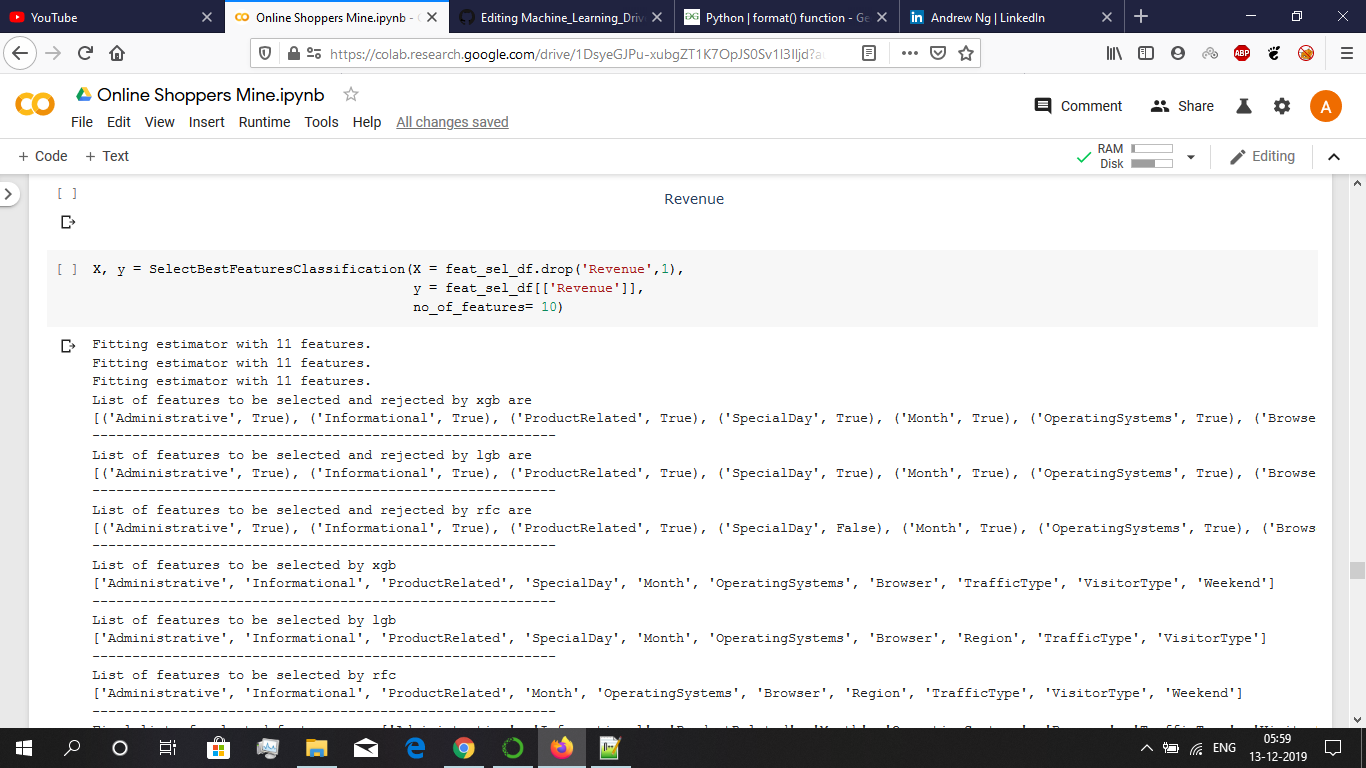 YouTube
Online Shoppers Mine.ipynb -
Editing Machine_Learning_Driv
Python | format() function - Ge
Andrew Ng | LinkedIn
https://colab.research.google.com/drive/
ABP
Online Shoppers Mine.ipynb
Comment
Share
A
File Edit View Insert Runtime Tools Help All changes saved
+ Code + Text
RAM
Disk
Editing
[ ]
Revenue
[ ] X, y = SelectBestFeaturesClassification(X = feat_sel_df.drop('Revenue',1),
y = feat_sel_df[['Revenue']],
no_of_features= 10)
Fitting estimator with 11 features.
Fitting estimator with 11 features.
Fitting estimator with 11 features.
List of features to be selected and rejected by xgb are
[('Administrative', True), ('Informational', True), ('ProductRelated', True), ('SpecialDay', True), ('Month', True), ('OperatingSystems', True), ('Browse
----------------------------------------------------------
List of features to be selected and rejected by lgb are
[('Administrative', True), ('Informational', True), ('ProductRelated', True), ('SpecialDay', True), ('Month', True), ('OperatingSystems', True), ('Browse
----------------------------------------------------------
List of features to be selected and rejected by rfc are
[('Administrative', True), ('Informational', True), ('ProductRelated', True), ('SpecialDay', False), ('Month', True), ('OperatingSystems', True), ('Brows
----------------------------------------------------------
List of features to be selected by xgb
['Administrative', 'Informational', 'ProductRelated', 'SpecialDay', 'Month', 'OperatingSystems', 'Browser', 'TrafficType', 'VisitorType', 'Weekend']
----------------------------------------------------------
List of features to be selected by lgb
['Administrative', 'Informational', 'ProductRelated', 'SpecialDay', 'Month', 'OperatingSystems', 'Browser', 'Region', 'TrafficType', 'VisitorType']
----------------------------------------------------------
List of features to be selected by rfc
['Administrative', 'Informational', 'ProductRelated', 'Month', 'OperatingSystems', 'Browser', 'Region', 'TrafficType', 'VisitorType', 'Weekend']
----------------------------------------------------------
ENG
05:59
13-12-2019